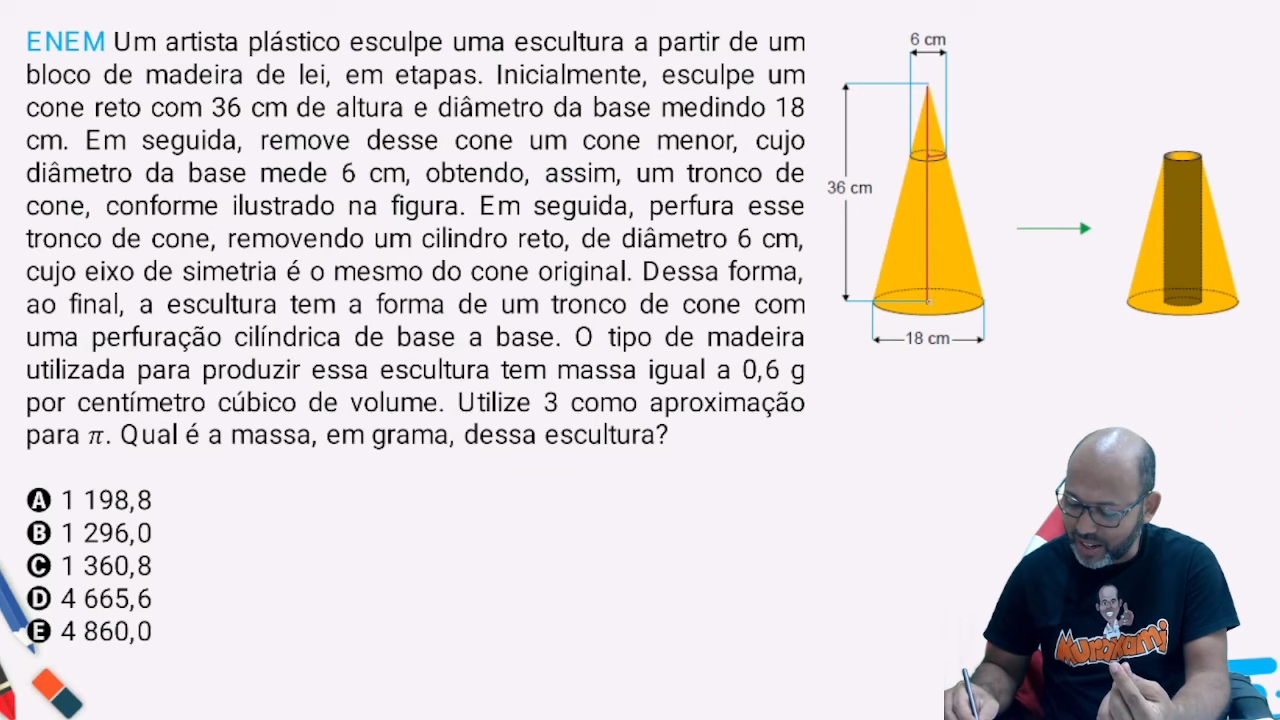 ENEM Um artista plástico esculpe uma escultura a partir de um
bloco de madeira de lei, em etapas. Inicialmente, esculpe um
cone reto com 36 cm de altura e diâmetro da base medindo 18
cm. Em seguida, remove desse cone um cone menor, cujo
diâmetro da base mede 6 cm, obtendo, assim, um tronco de
cone, conforme ilustrado na figura. Em seguida, perfura esse
tronco de cone, removendo um cilindro reto, de diâmetro 6 cm,
cujo eixo de simetria é o mesmo do cone original. Dessa forma,
ao final, a escultura tem a forma de um tronco de cone com
uma perfuração cilíndrica de base a base. O tipo de madeira
utilizada para produzir essa escultura tem massa igual a 0,6 g
por centímetro cúbico de volume. Utilize 3 como aproximação
para π. Qual é a massa, em grama, dessa escultura?
A 1 198,8
B 1 296,0
C 1 360,8
D 4 665,6
E 4 860,0
6 cm
36 cm
18 cm
Murakami